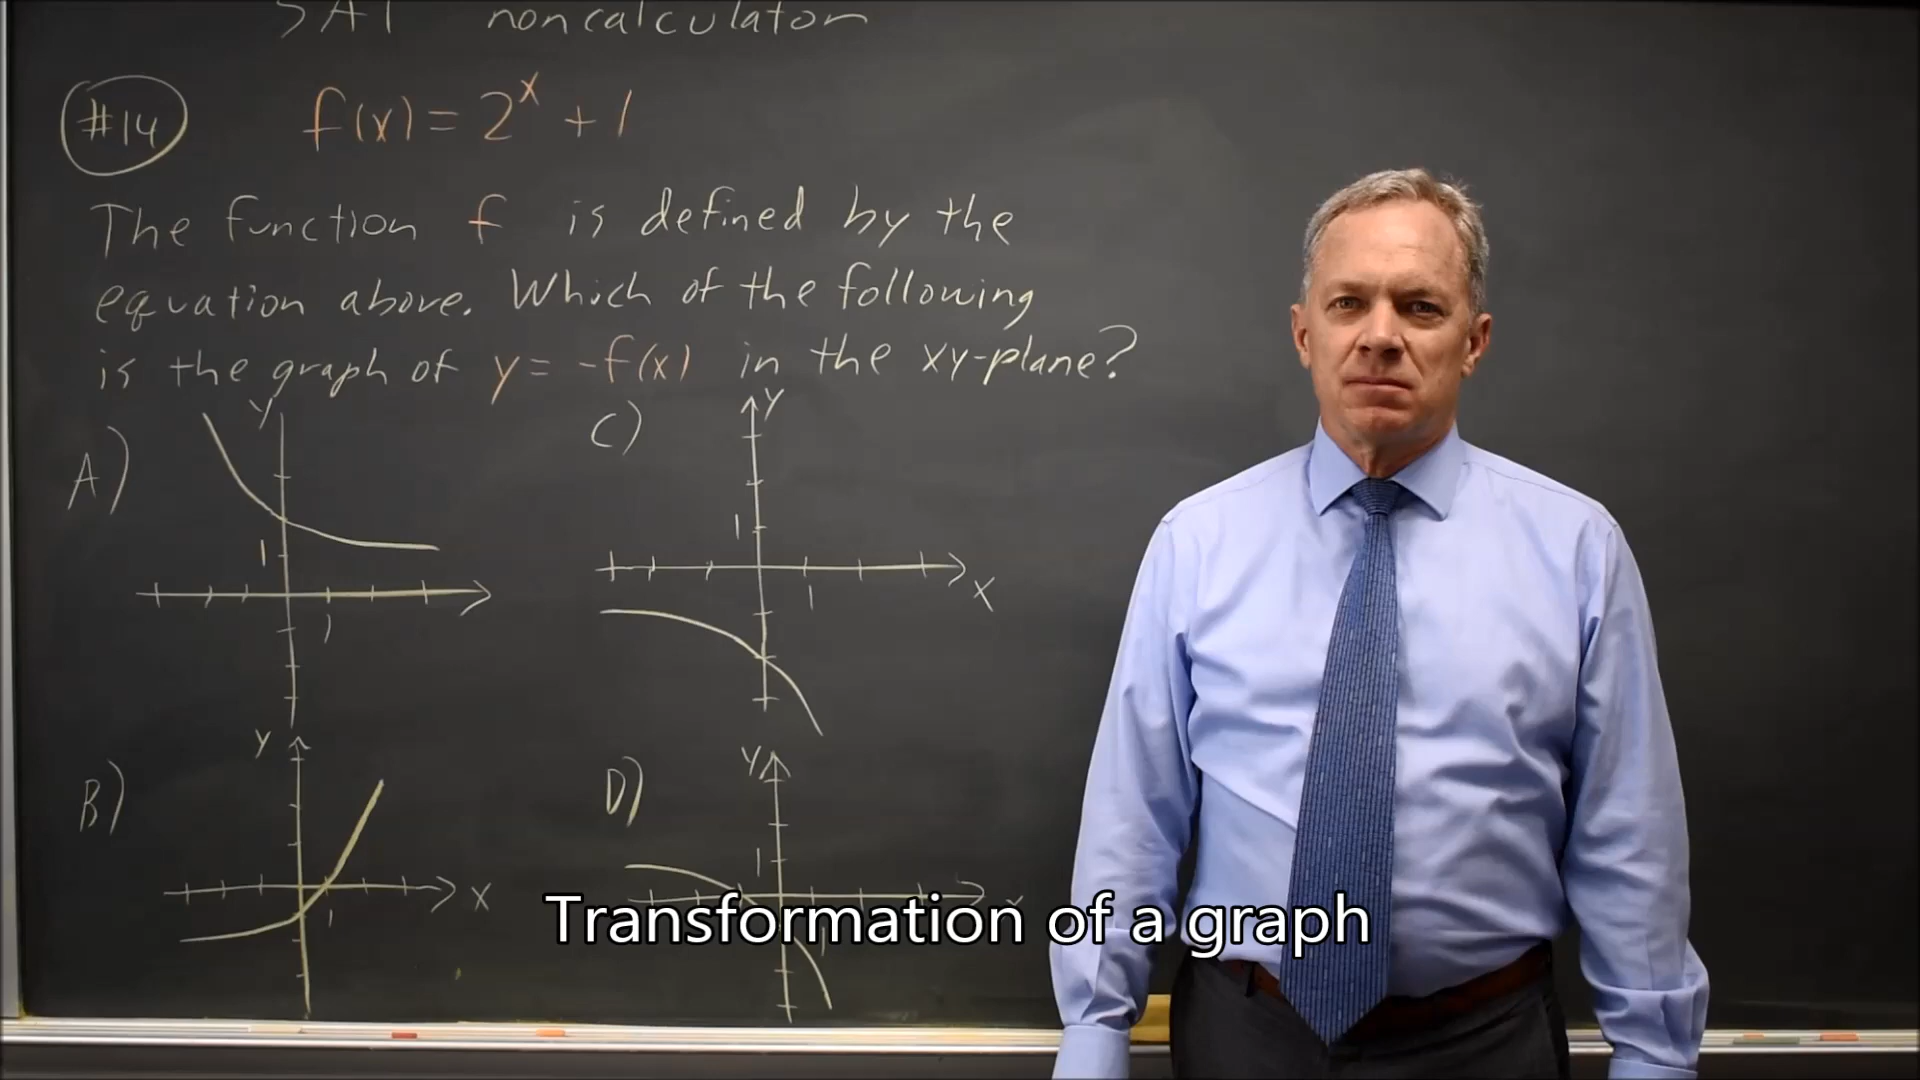 SAT noncalculator
#14
f(x) = 2^x + 1
The function f is defined by the
equation above. Which of the following
is the graph of y = -f(x) in the xy-plane?
A)
y
1
1
C)
y
1
1
x
B)
y
1
x
D)
y
1
1
x
Transformation of a graph